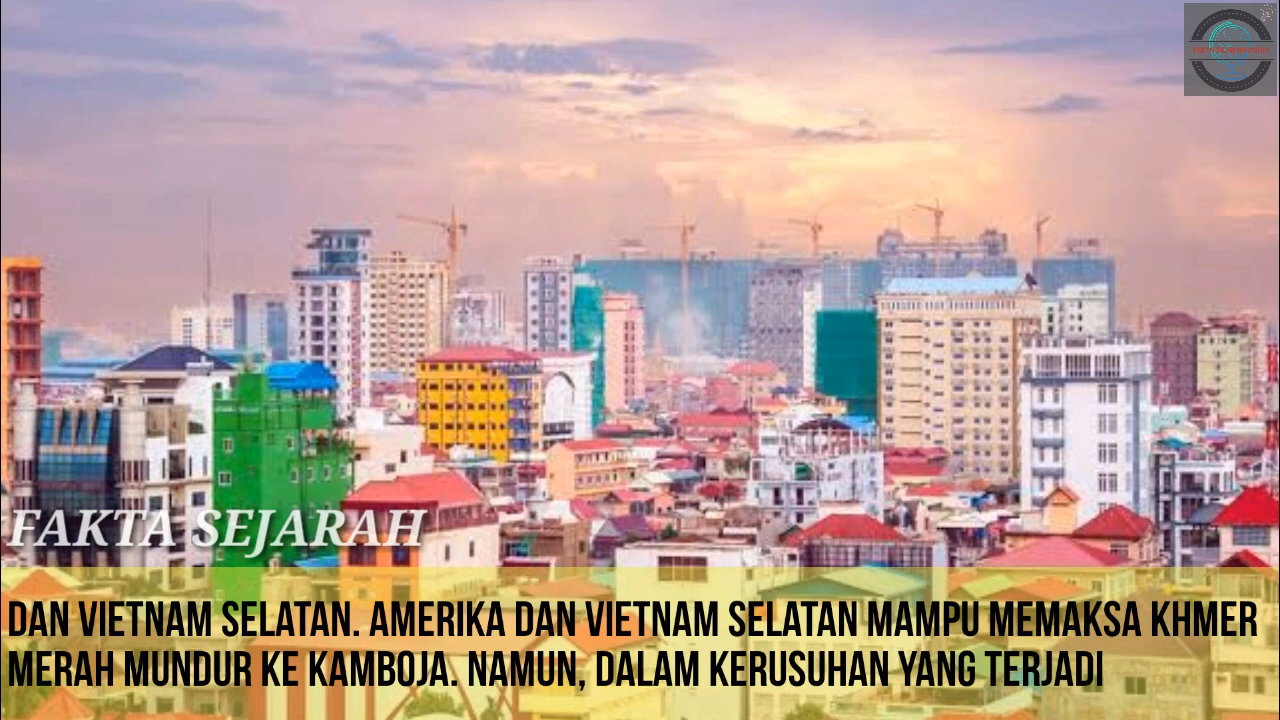 FAKTA SEJARAH
DAN VIETNAM SELATAN. AMERIKA DAN VIETNAM SELATAN MAMPU MEMAKSA KHMER
MERAH MUNDUR KE KAMBOJA. NAMUN, DALAM KERUSUHAN YANG TERJADI